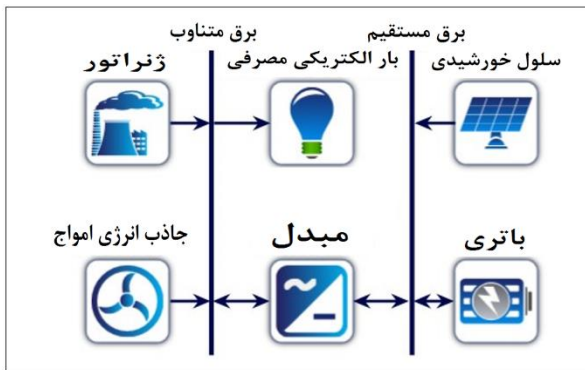 برق مستقیم
برق متناوب
سلول خورشیدی
بار الکتریکی مصرفی
ژنراتور
باتری
مبدل
جاذب انرژی امواج